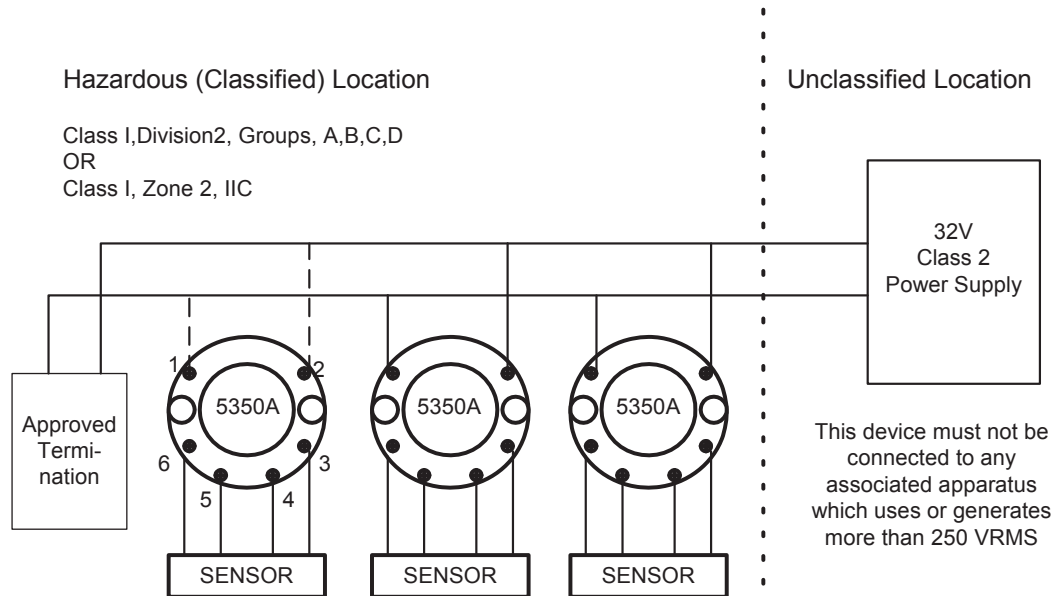 Hazardous (Classified) Location
Unclassified Location
Class I,Division2, Groups, A,B,C,D
OR
Class I, Zone 2, IIC
32V
Class 2
Power Supply
1
2
5350A
5350A
5350A
Approved
Termi-
nation
6
3
5
4
This device must not be
connected to any
associated apparatus
which uses or generates
more than 250 VRMS
SENSOR
SENSOR
SENSOR